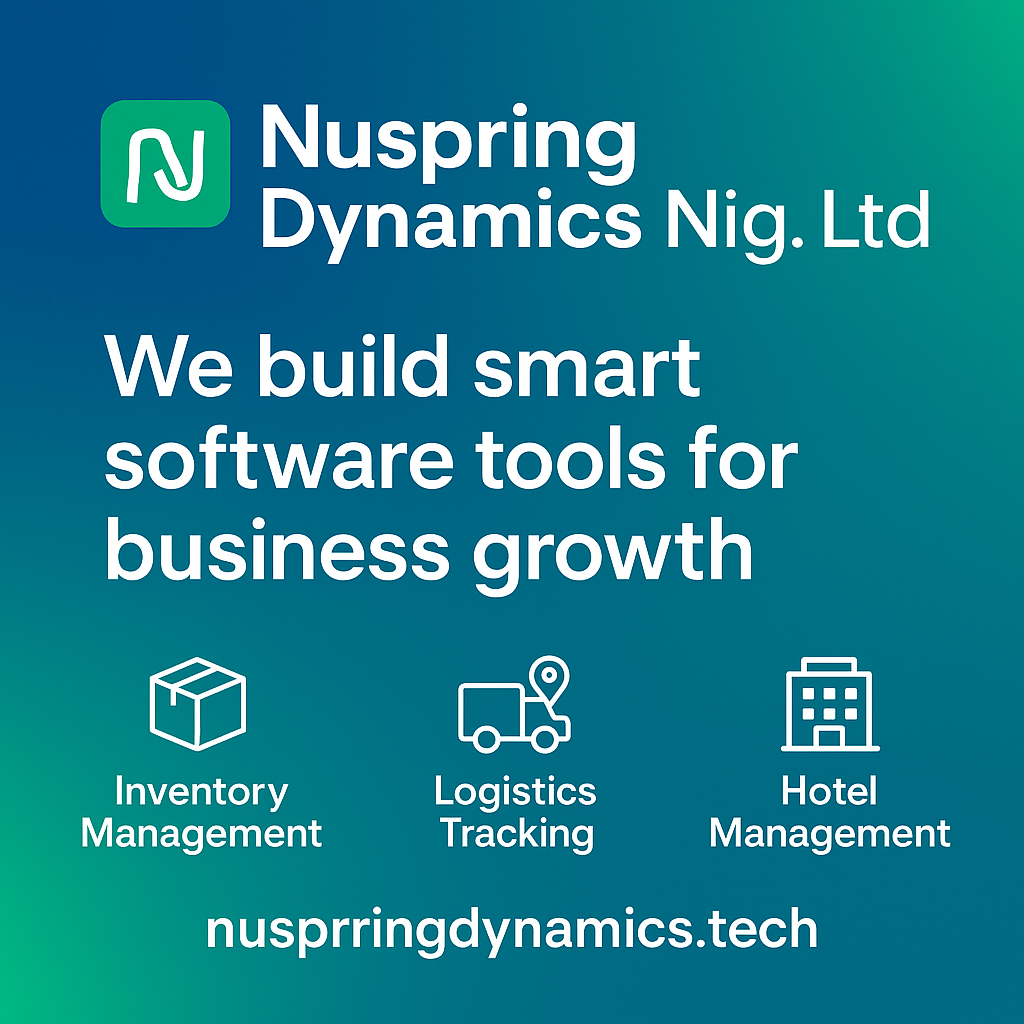 Nuspring
Dynamics Nig. Ltd
We build smart
software tools for
business growth
Inventory
Management
Logistics
Tracking
Hotel
Management
nusprringdynamics.tech